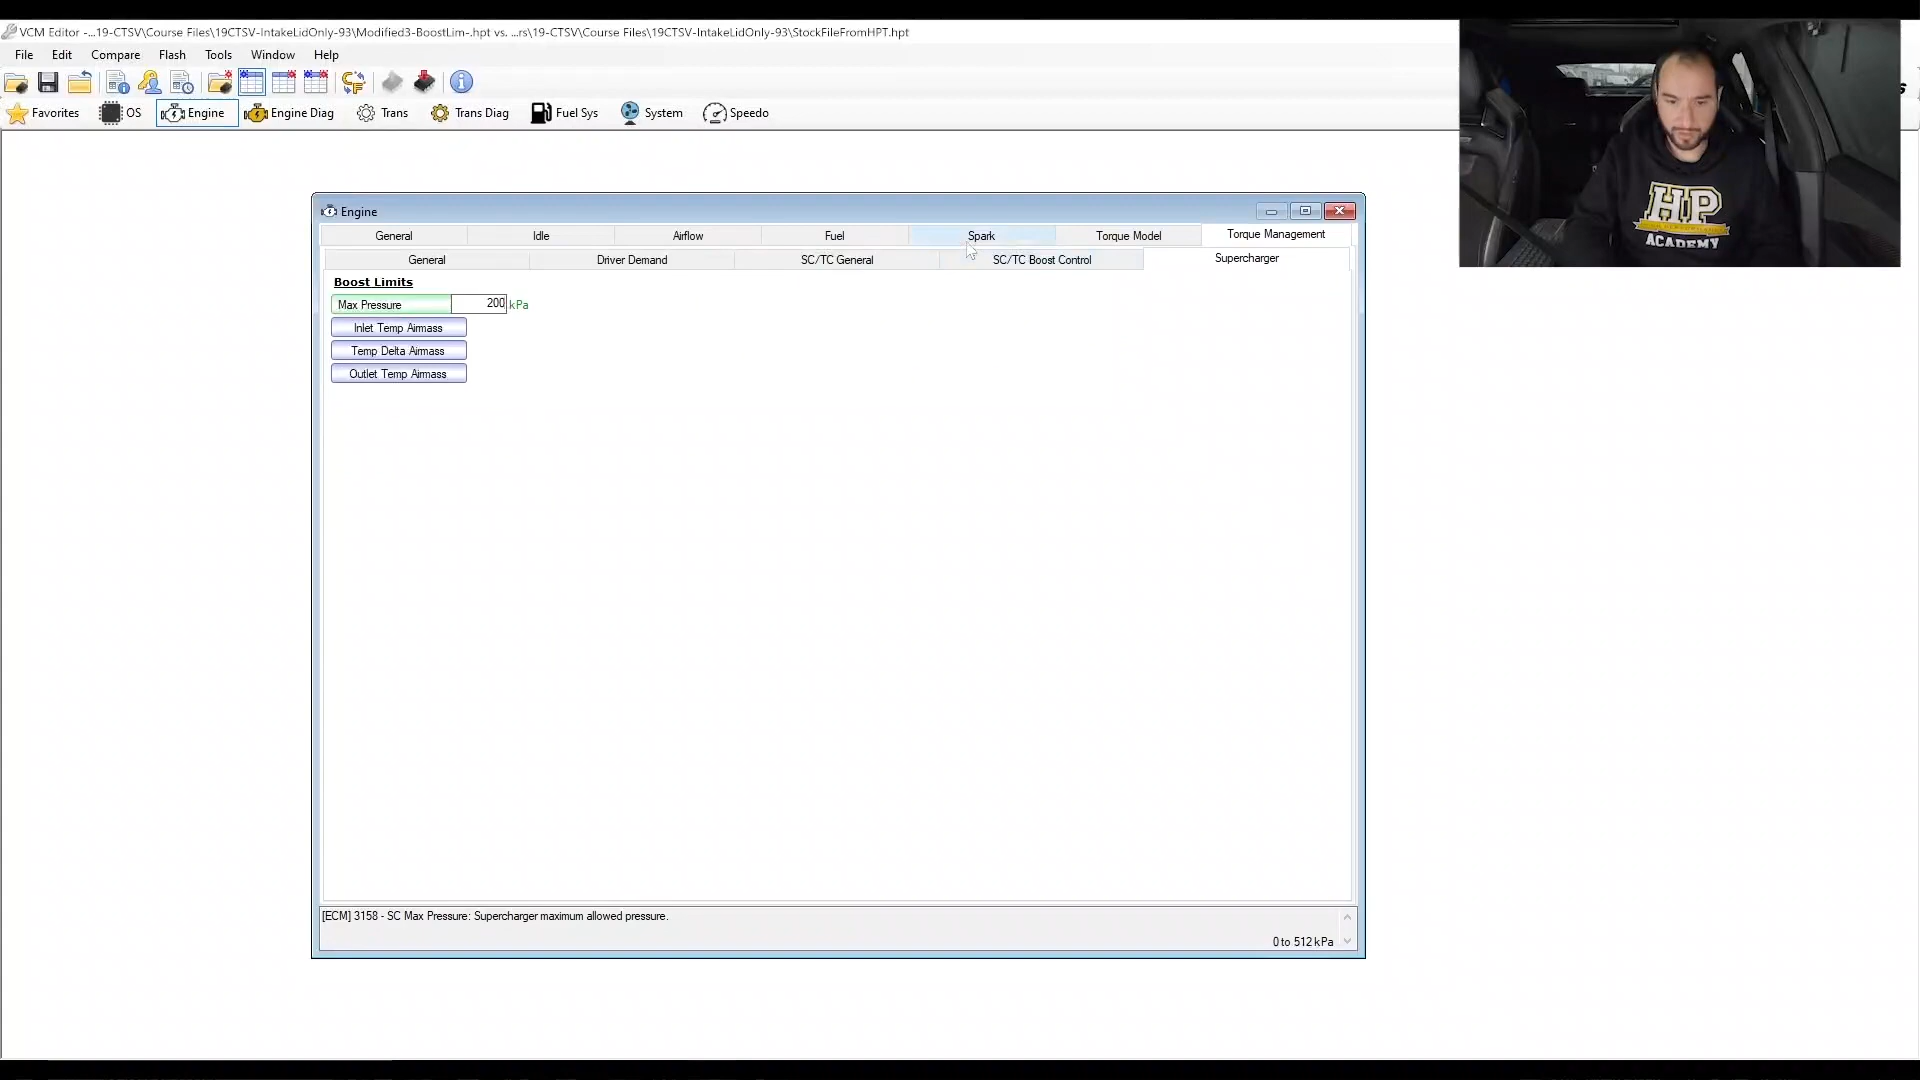 VCM Editor -...19-CTSV\Course Files\19CTSV-IntakeLidOnly-93\Modified3-BoostLim-.hpt vs. ...rs\19-CTSV\Course Files\19CTSV-IntakeLidOnly-93\StockFileFromHPT.hpt
File Edit Compare Flash Tools Window Help
Favorites OS Engine Engine Diag Trans Trans Diag Fuel Sys System Speedo
Engine
General Idle Airflow Fuel Spark Torque Model Torque Management
General Driver Demand SC/TC General SC/TC Boost Control Supercharger
Boost Limits
Max Pressure 200 kPa
Inlet Temp Airmass
Temp Delta Airmass
Outlet Temp Airmass
[ECM] 3158 - SC Max Pressure: Supercharger maximum allowed pressure.
0 to 512 kPa
HP
ACADEMY